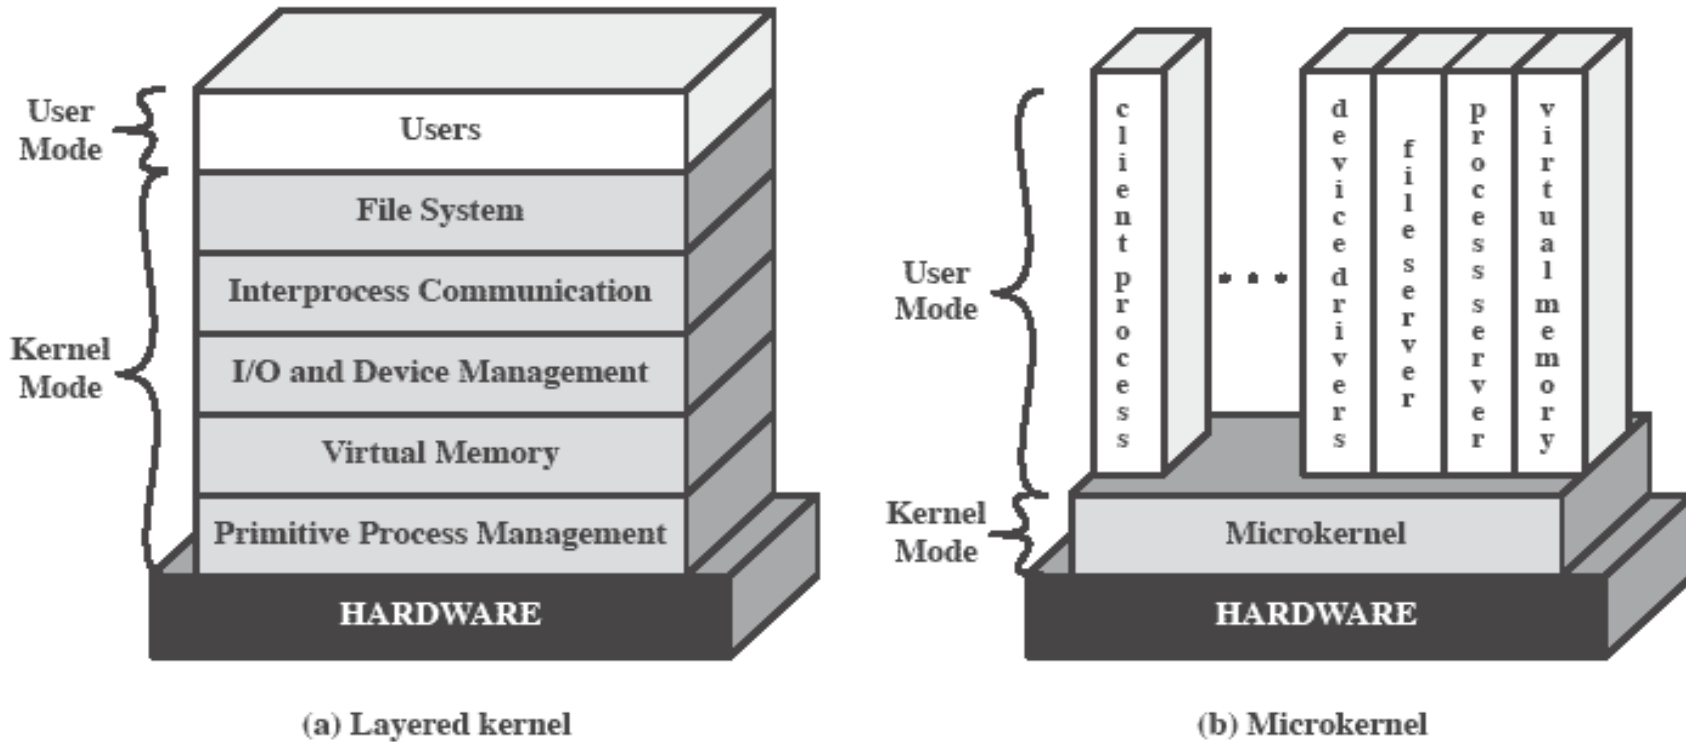 User
Mode
Kernel
Mode
Users
File System
Interprocess Communication
I/O and Device Management
Virtual Memory
Primitive Process Management
HARDWARE
(a) Layered kernel
User
Mode
Kernel
Mode
client process
...
device drivers
file server
process server
virtual memory
Microkernel
HARDWARE
(b) Microkernel